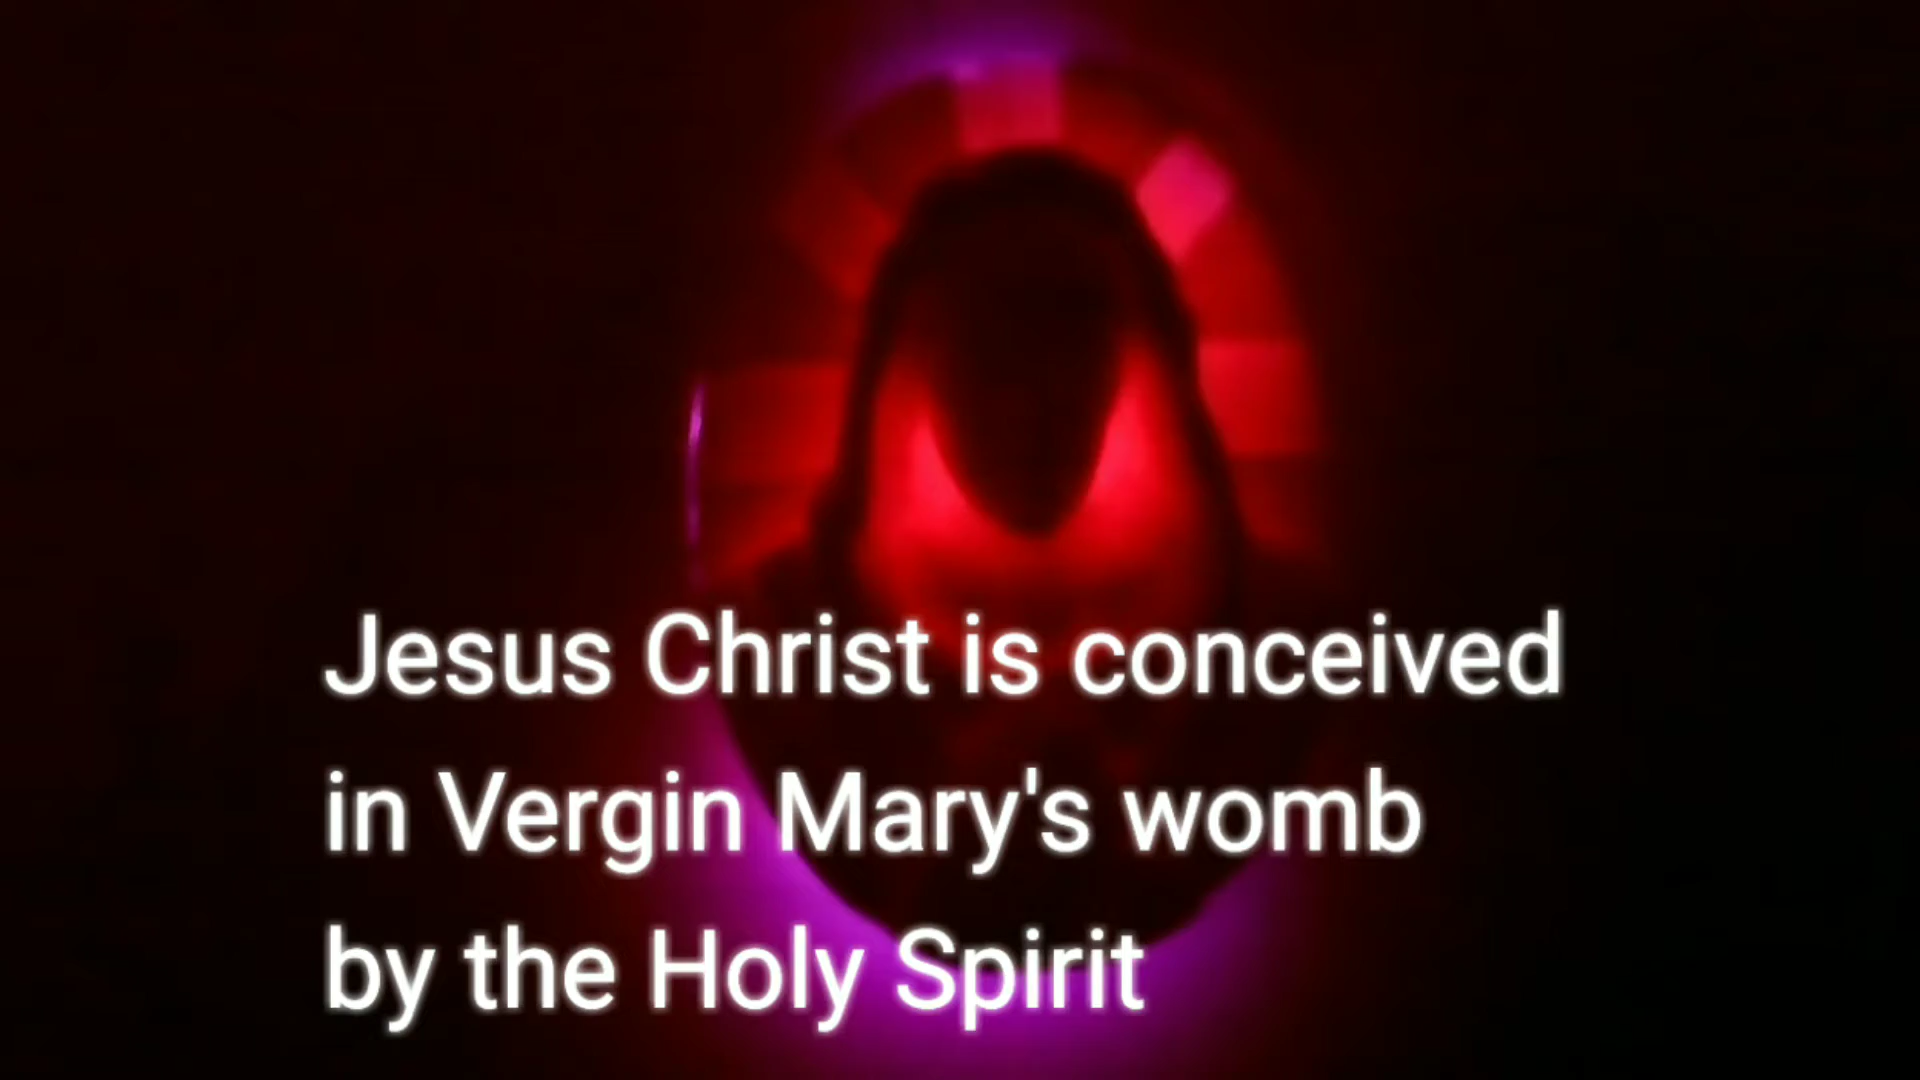 Jesus Christ is conceived
in Vergin Mary's womb
by the Holy Spirit